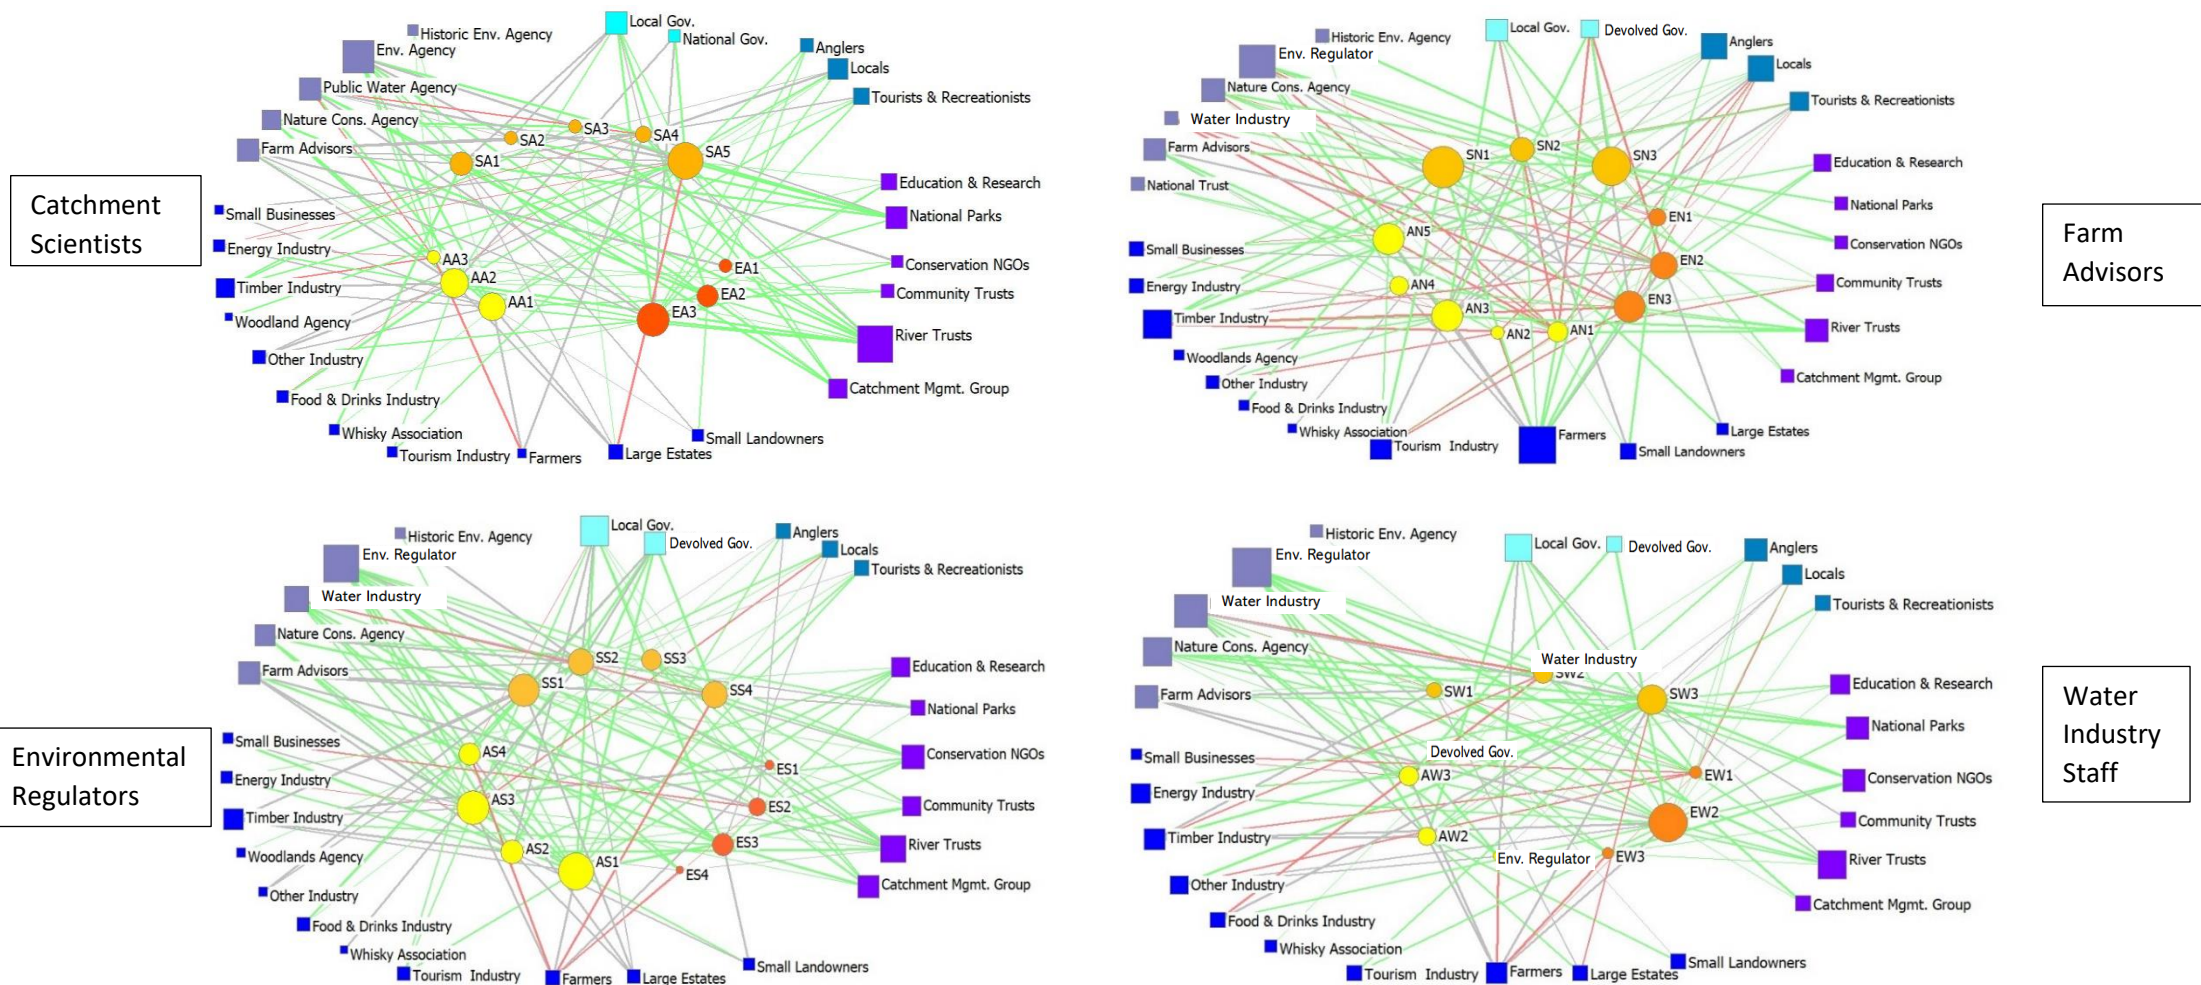 Catchment
Scientists
Historic Env. Agency
Env. Agency
Public Water Agency
Nature Cons. Agency
Farm Advisors
Small Businesses
Energy Industry
Timber Industry
Woodland Agency
Other Industry
Food & Drinks Industry
Whisky Association
Tourism Industry
Farmers
Large Estates
Small Landowners
Local Gov.
National Gov.
Anglers
Locals
Tourists & Recreationists
Education & Research
National Parks
Conservation NGOs
Community Trusts
River Trusts
Catchment Mgmt. Group
SA1
SA2
SA3
SA4
SA5
AA3
AA2
AA1
EA1
EA2
EA3
Farm
Advisors
Historic Env. Agency
Env. Regulator
Nature Cons. Agency
Water Industry
Farm Advisors
National Trust
Small Businesses
Energy Industry
Timber Industry
Woodlands Agency
Other Industry
Food & Drinks Industry
Whisky Association
Tourism Industry
Farmers
Small Landowners
Large Estates
Local Gov.
Devolved Gov.
Anglers
Locals
Tourists & Recreationists
Education & Research
National Parks
Conservation NGOs
Community Trusts
River Trusts
Catchment Mgmt. Group
SN1
SN2
SN3
EN1
EN2
EN3
AN5
AN4
AN3
AN2
AN1
Environmental
Regulators
Historic Env. Agency
Env. Regulator
Water Industry
Nature Cons. Agency
Farm Advisors
Small Businesses
Energy Industry
Timber Industry
Woodlands Agency
Other Industry
Food & Drinks Industry
Whisky Association
Tourism Industry
Farmers
Large Estates
Small Landowners
Local Gov.
Devolved Gov.
Anglers
Locals
Tourists & Recreationists
Education & Research
National Parks
Conservation NGOs
Community Trusts
River Trusts
Catchment Mgmt. Group
SS1
SS2
SS3
SS4
AS4
AS3
AS2
AS1
ES1
ES2
ES3
ES4
Water
Industry
Staff
Historic Env. Agency
Env. Regulator
Water Industry
Nature Cons. Agency
Farm Advisors
Small Businesses
Energy Industry
Timber Industry
Other Industry
Food & Drinks Industry
Whisky Association
Tourism Industry
Farmers
Large Estates
Small Landowners
Local Gov.
Devolved Gov.
Anglers
Locals
Tourists & Recreationists
Education & Research
National Parks
Conservation NGOs
Community Trusts
River Trusts
Catchment Mgmt. Group
Water Industry
SW1
SW2
SW3
Devolved Gov.
AW3
AW2
Env. Regulator
EW1
EW2
EW3